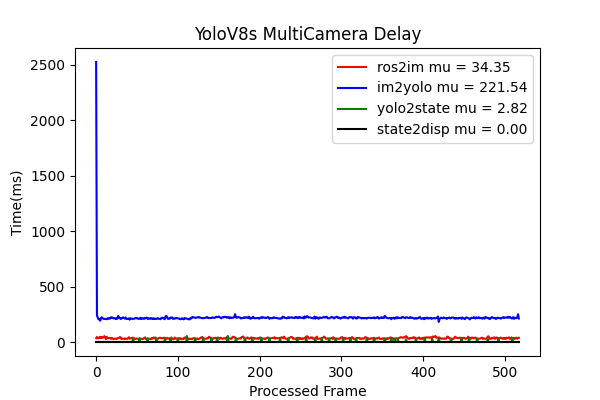 YoloV8s MultiCamera Delay
ros2im mu = 34.35
im2yolo mu = 221.54
yolo2state mu = 2.82
state2disp mu = 0.00
Time(ms)
2500
2000
1500
1000
500
0
0 100 200 300 400 500
Processed Frame